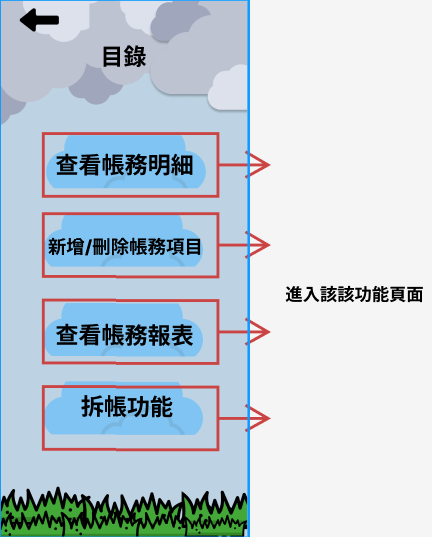 目錄
查看帳務明細
新增/刪除帳務項目
進入該該功能頁面
查看帳務報表
拆帳功能